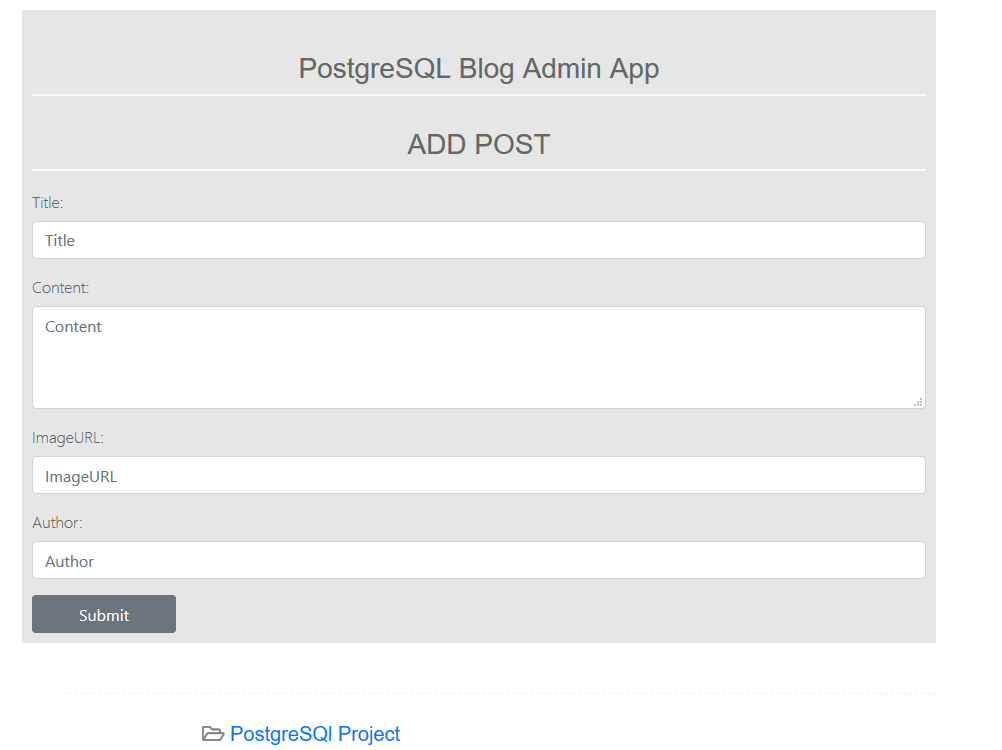 PostgreSQL Blog Admin App
ADD POST
Title:
Title
Content:
Content
ImageURL:
ImageURL
Author:
Author
Submit
PostgreSQl Project